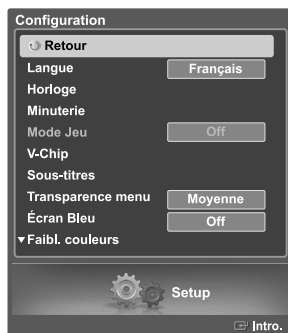 Configuration
Retour
Langue Français
Horloge
Minuterie
Mode Jeu Off
V-Chip
Sous-titres
Transparence menu Moyenne
Écran Bleu Off
▼Faibl. couleurs
Setup
Intro.